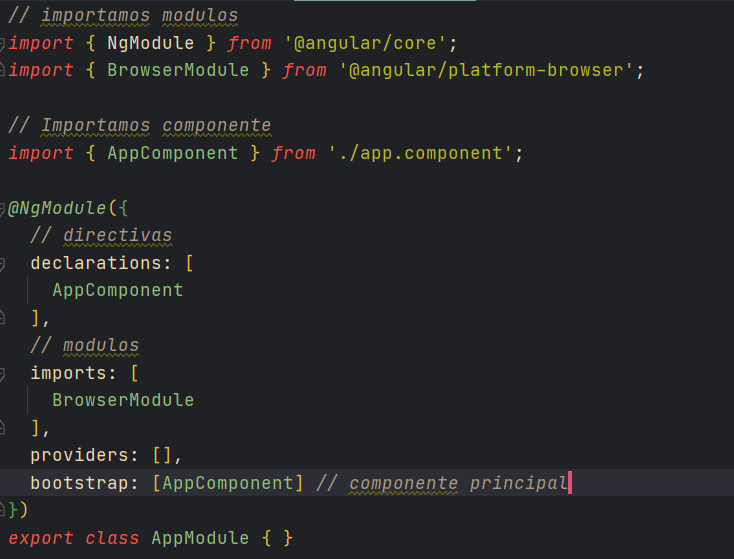 // importamos modulos
import { NgModule } from '@angular/core';
import { BrowserModule } from '@angular/platform-browser';
// Importamos componente
import { AppComponent } from './app.component';
@NgModule({
// directivas
declarations: [
AppComponent
],
// modulos
imports: [
BrowserModule
],
providers: [],
bootstrap: [AppComponent] // componente principal
})
export class AppModule { }